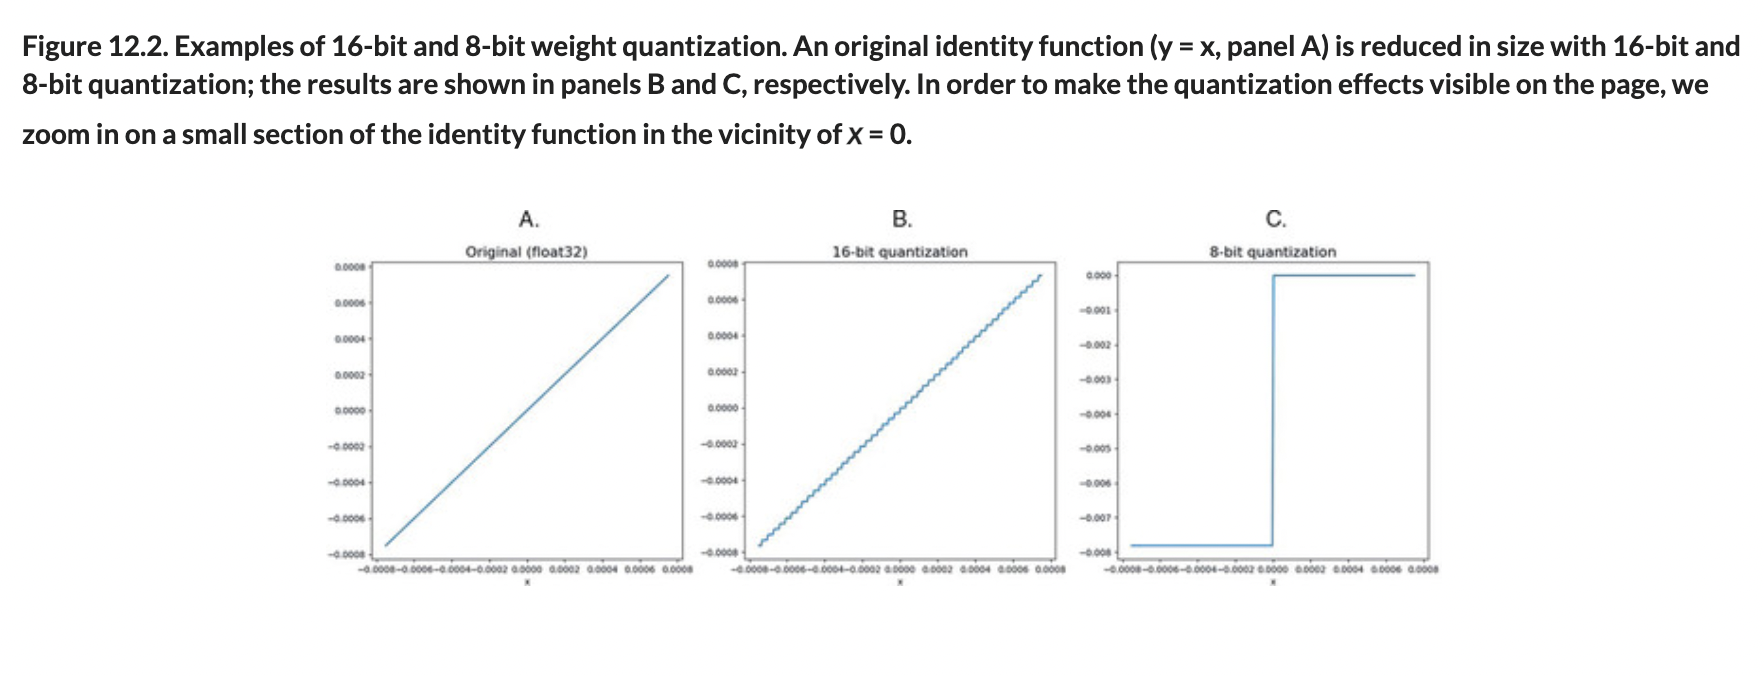 Figure 12.2. Examples of 16-bit and 8-bit weight quantization. An original identity function (y = x, panel A) is reduced in size with 16-bit and
8-bit quantization; the results are shown in panels B and C, respectively. In order to make the quantization effects visible on the page, we
zoom in on a small section of the identity function in the vicinity of x = 0.
A.
Original (float32)
0.0008
0.0006
0.0004
0.0002
0.0000
−0.0002
−0.0004
−0.0006
−0.0008
−0.0008 −0.0006 −0.0004 −0.0002 0.0000 0.0002 0.0004 0.0006 0.0008
x
B.
16-bit quantization
0.0008
0.0006
0.0004
0.0002
0.0000
−0.0002
−0.0004
−0.0006
−0.0008
−0.0008 −0.0006 −0.0004 −0.0002 0.0000 0.0002 0.0004 0.0006 0.0008
x
C.
8-bit quantization
0.000
−0.001
−0.002
−0.003
−0.004
−0.005
−0.006
−0.007
−0.008
−0.0008 −0.0006 −0.0004 −0.0002 0.0000 0.0002 0.0004 0.0006 0.0008
x